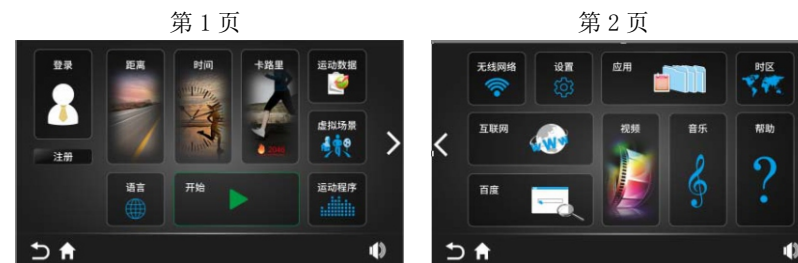 第 1 页
第 2 页
登录
距离
时间
卡路里
运动数据
2046
虚拟场景
注册
语言
开始
运动程序
无线网络
设置
应用
时区
互联网
WWW
视频
音乐
帮助
百度